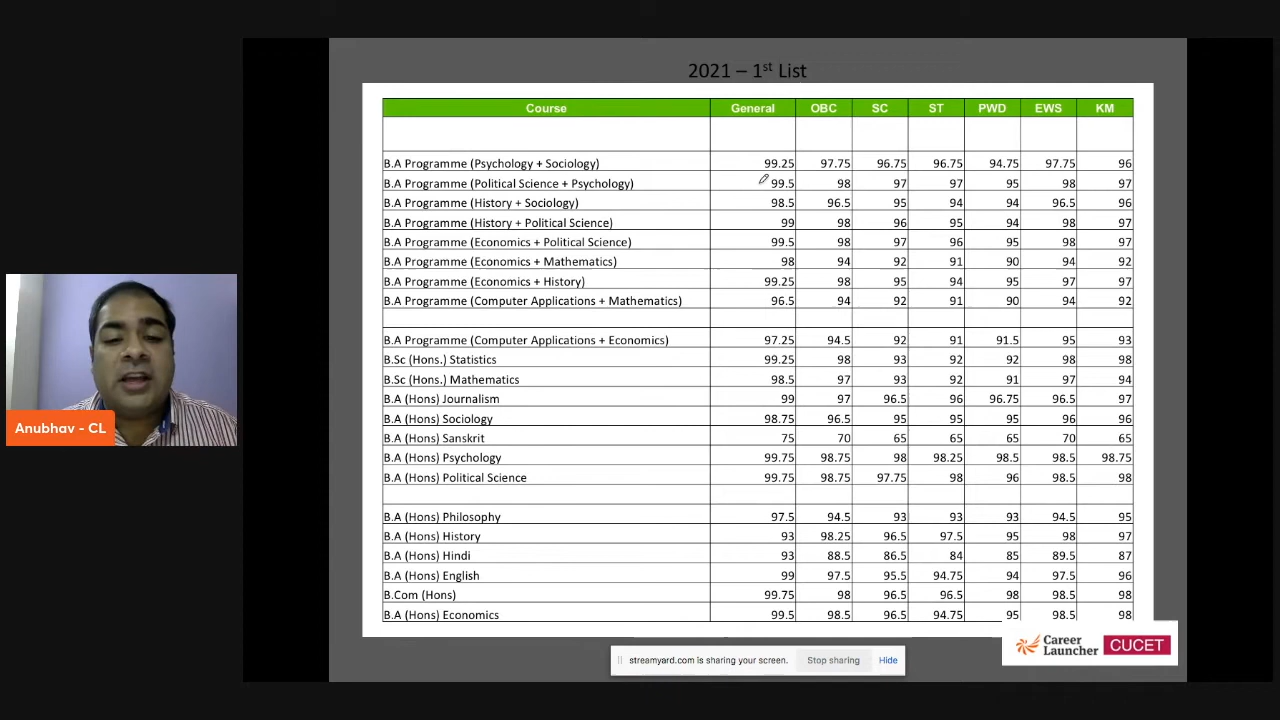 2021 – 1st List
Course General OBC SC ST PWD EWS KM
B.A Programme (Psychology + Sociology) 99.25 97.75 96.75 96.75 94.75 97.75 96
B.A Programme (Political Science + Psychology) 99.5 98 97 97 95 98 97
B.A Programme (History + Sociology) 98.5 96.5 95 94 94 96.5 96
B.A Programme (History + Political Science) 99 98 96 95 94 98 97
B.A Programme (Economics + Political Science) 99.5 98 97 96 95 98 97
B.A Programme (Economics + Mathematics) 98 94 92 91 90 94 92
B.A Programme (Economics + History) 99.25 98 95 94 95 97 97
B.A Programme (Computer Applications + Mathematics) 96.5 94 92 91 90 94 92
B.A Programme (Computer Applications + Economics) 97.25 94.5 92 91 91.5 95 93
B.Sc (Hons.) Statistics 99.25 98 93 92 92 98 98
B.Sc (Hons.) Mathematics 98.5 97 93 92 91 97 94
B.A (Hons) Journalism 99 97 96.5 96 96.75 96.5 97
B.A (Hons) Sociology 98.75 96.5 95 95 95 96 96
B.A (Hons) Sanskrit 75 70 65 65 65 70 65
B.A (Hons) Psychology 99.75 98.75 98 98.25 98.5 98.5 98.75
B.A (Hons) Political Science 99.75 98.75 97.75 98 96 98.5 98
B.A (Hons) Philosophy 97.5 94.5 93 93 93 94.5 95
B.A (Hons) History 93 98.25 96.5 97.5 95 98 97
B.A (Hons) Hindi 93 88.5 86.5 84 85 89.5 87
B.A (Hons) English 99 97.5 95.5 94.75 94 97.5 96
B.Com (Hons) 99.75 98 96.5 96.5 98 98.5 98
B.A (Hons) Economics 99.5 98.5 96.5 94.75 95 98.5 98
Anubhav - CL
Career
Launcher
CUCET
streamyard.com is sharing your screen. Stop sharing Hide